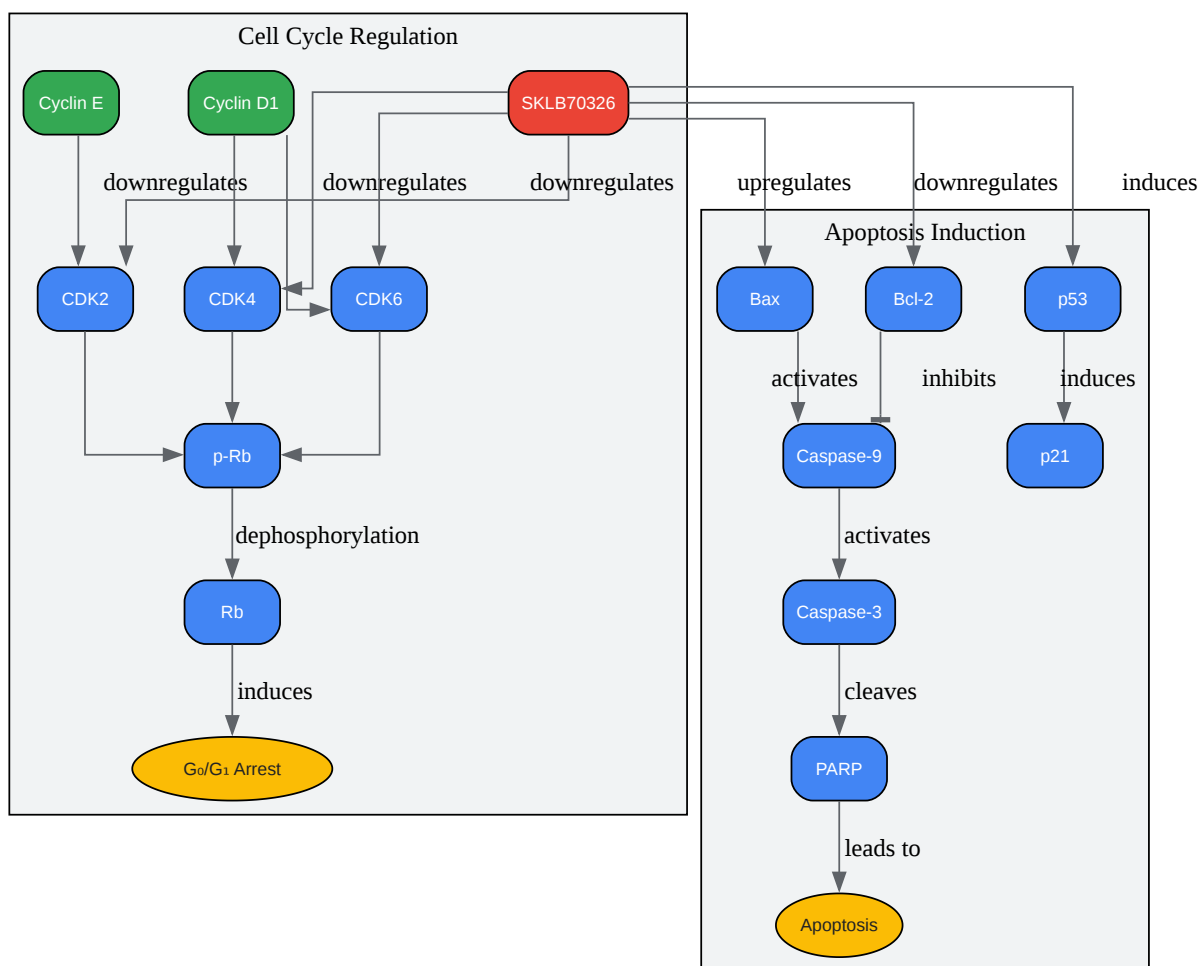 Cell Cycle Regulation
Cyclin E
Cyclin D1
SKLB70326
downregulates
downregulates
downregulates
upregulates
downregulates
induces
Apoptosis Induction
CDK2
CDK4
CDK6
Bax
Bcl-2
p53
activates
inhibits
induces
p-Rb
Caspase-9
p21
dephosphorylation
activates
Rb
Caspase-3
induces
cleaves
G₀/G₁ Arrest
PARP
leads to
Apoptosis